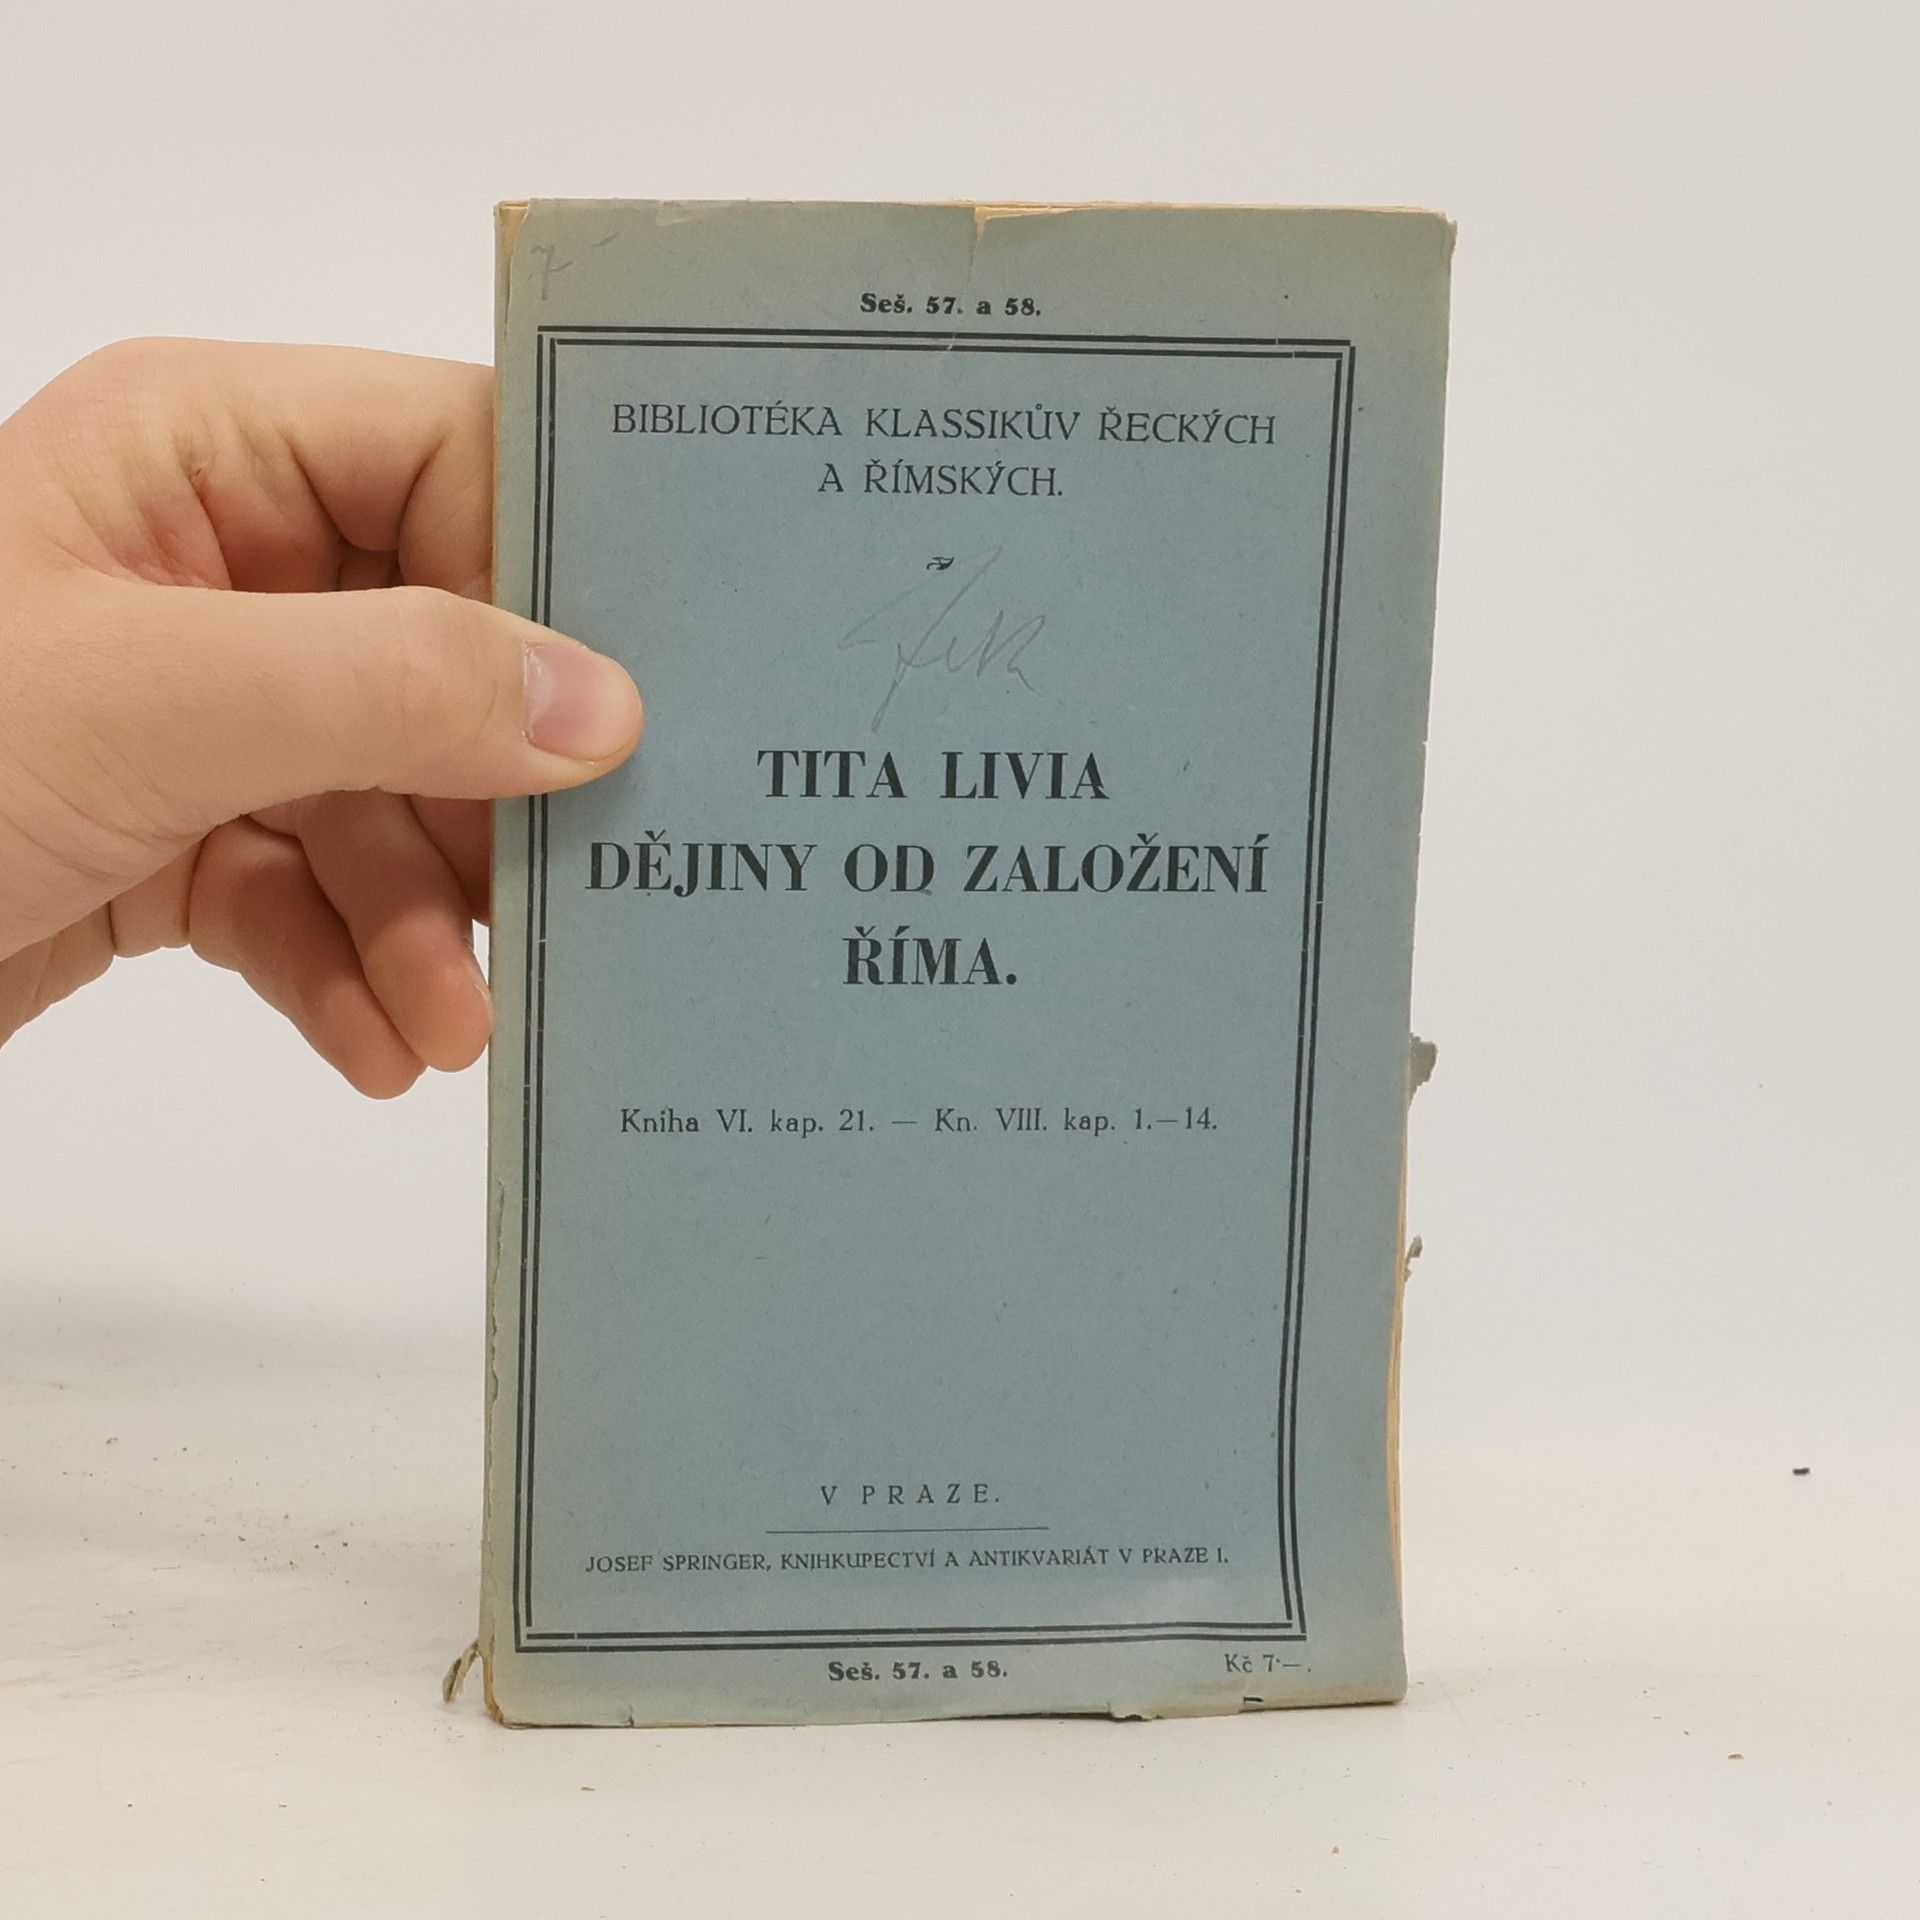 7
Seš. 57. a 58.
BIBLIOTÉKA KLASSIKŮV ŘECKÝCH
A ŘÍMSKÝCH.
TITA LIVIA
DĚJINY OD ZALOŽENÍ
ŘÍMA.
Kniha VI. kap. 21. — Kn. VIII. kap. 1.—14.
V PRAZE.
JOSEF SPRINGER, KNIHKUPECTVÍ A ANTIKVARIÁT V PRAZE I.
Seš. 57. a 58.
Kč 7·—.